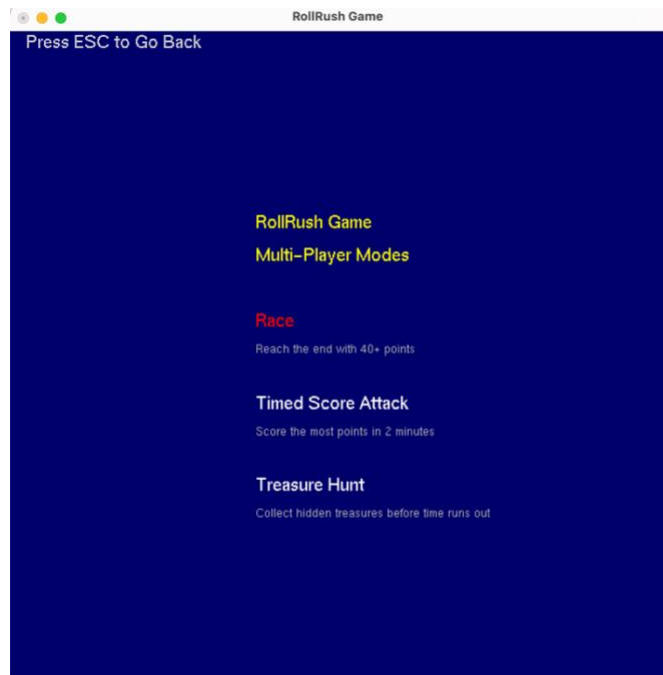 RollRush Game
Press ESC to Go Back
RollRush Game
Multi-Player Modes
Race
Reach the end with 40+ points
Timed Score Attack
Score the most points in 2 minutes
Treasure Hunt
Collect hidden treasures before time runs out